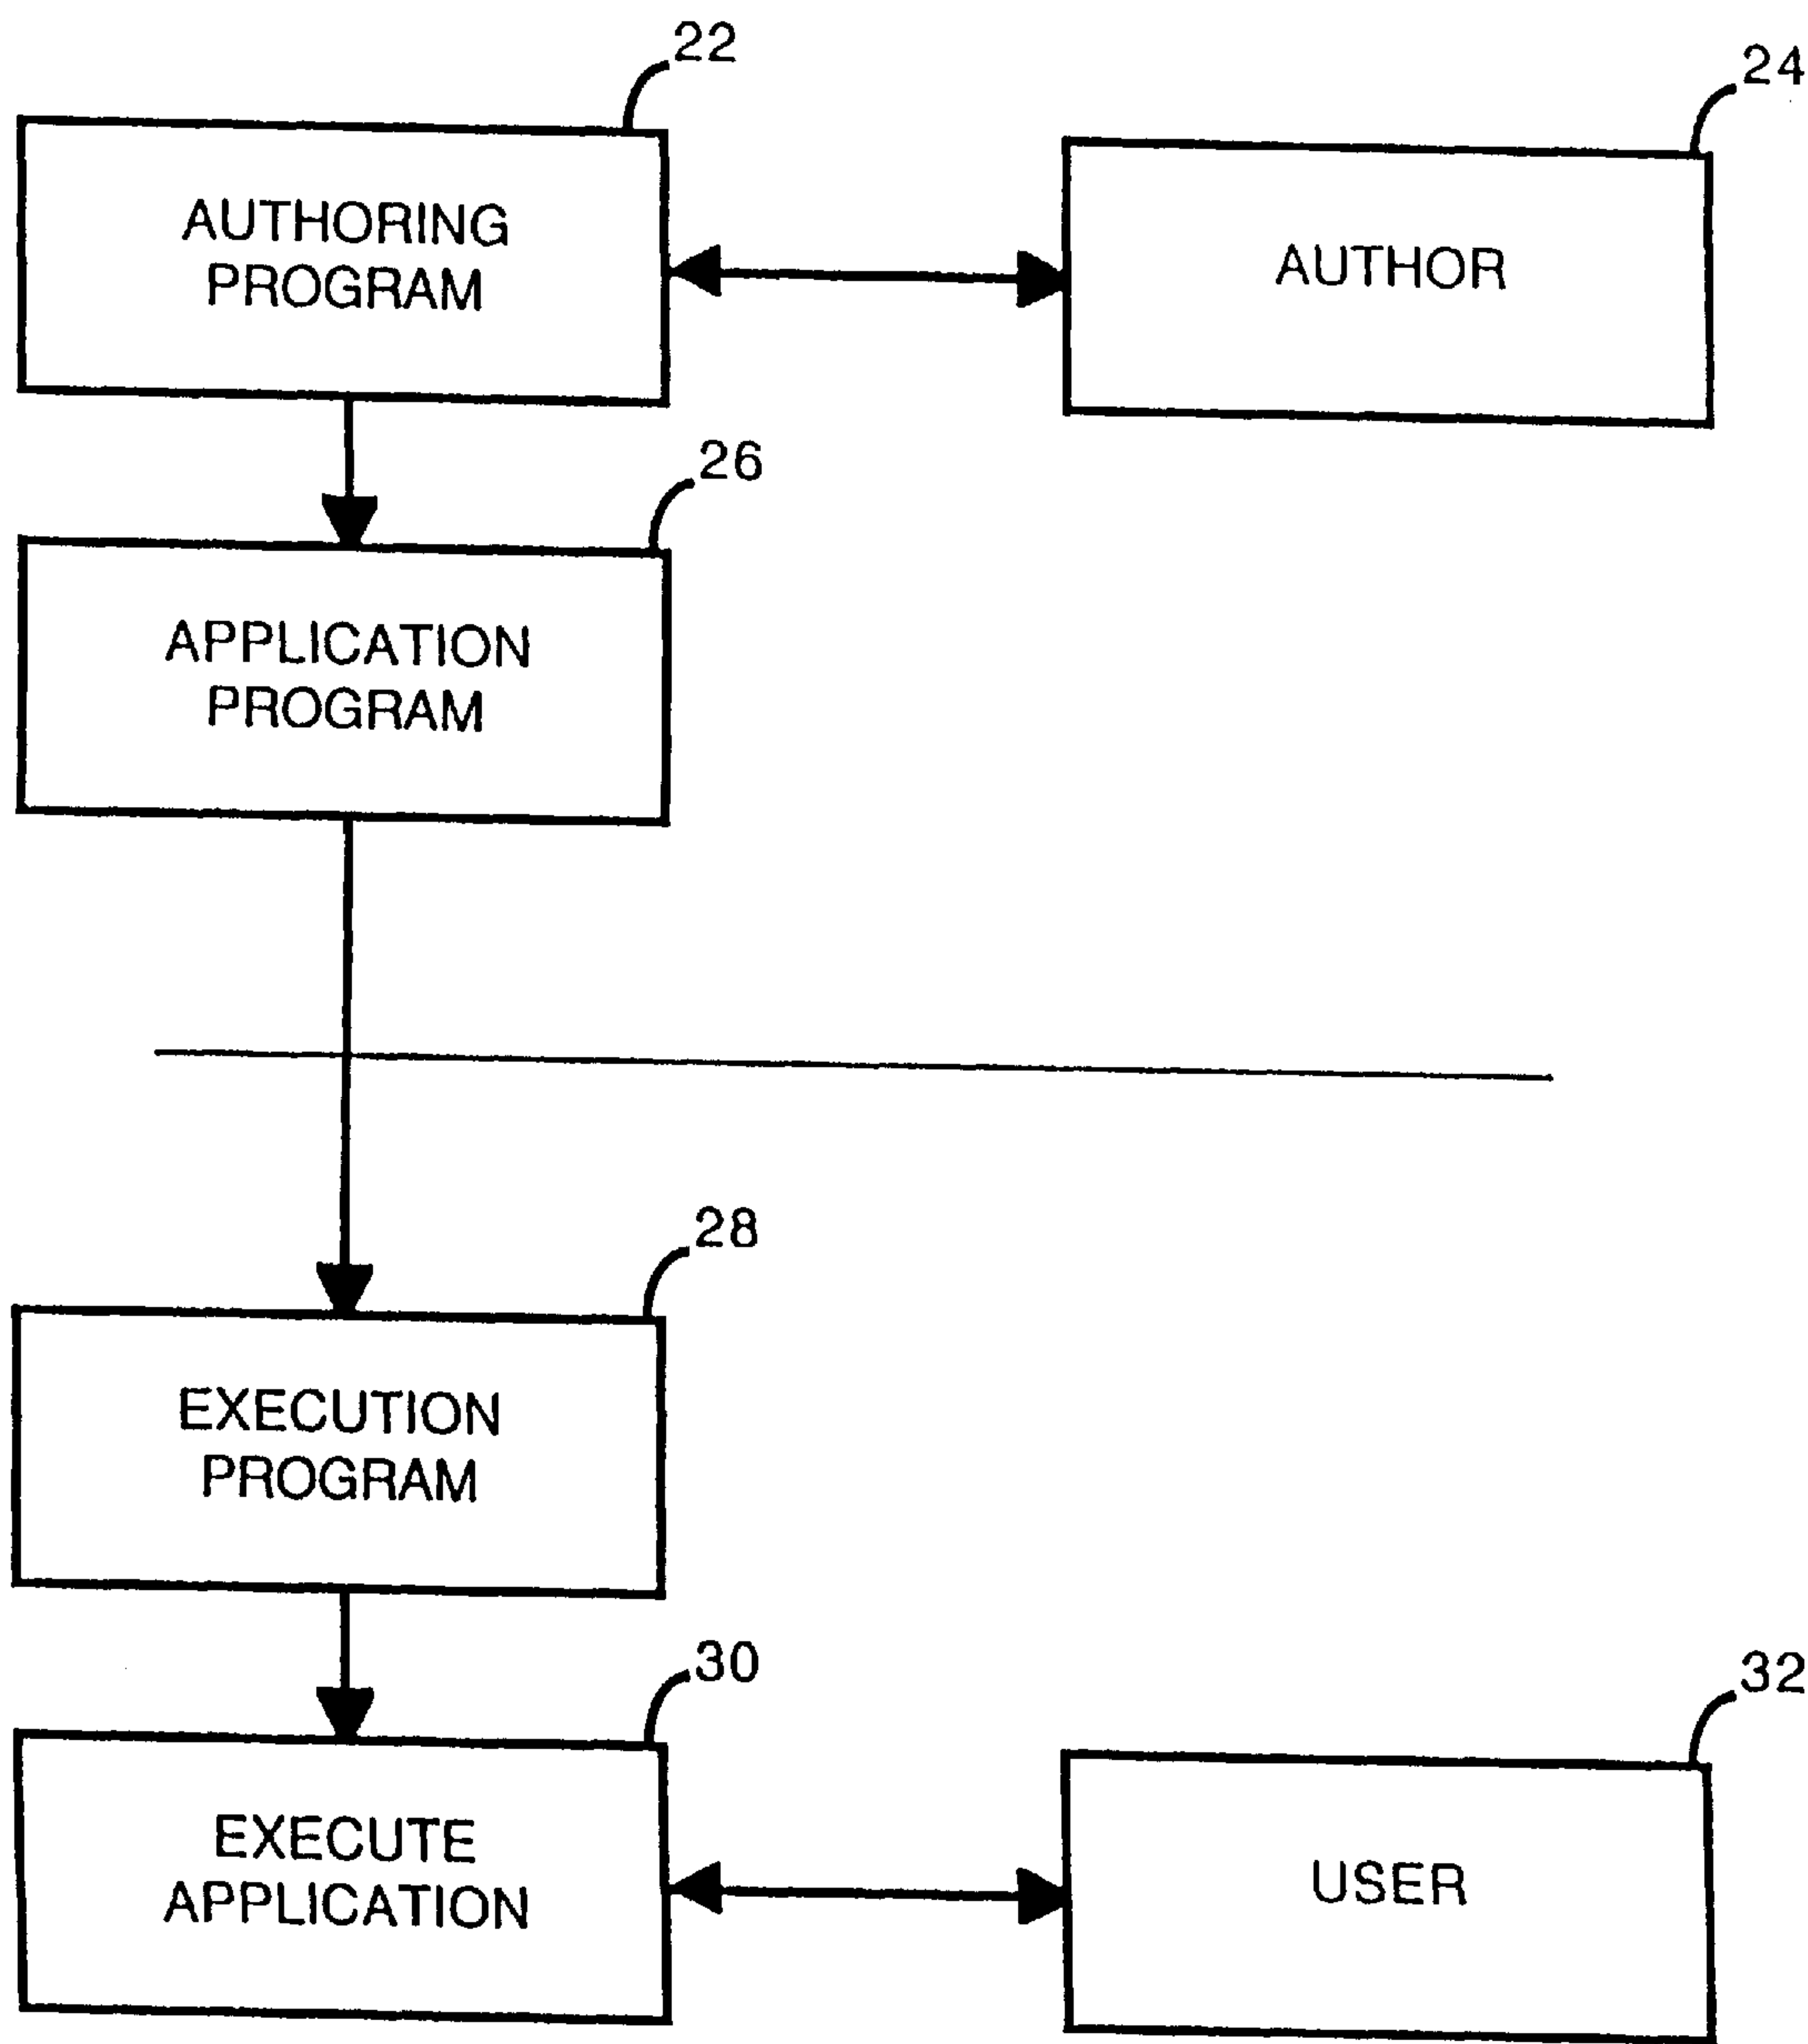 22
24
AUTHORING
PROGRAM
AUTHOR
26
APPLICATION
PROGRAM
28
EXECUTION
PROGRAM
30
32
EXECUTE
APPLICATION
USER